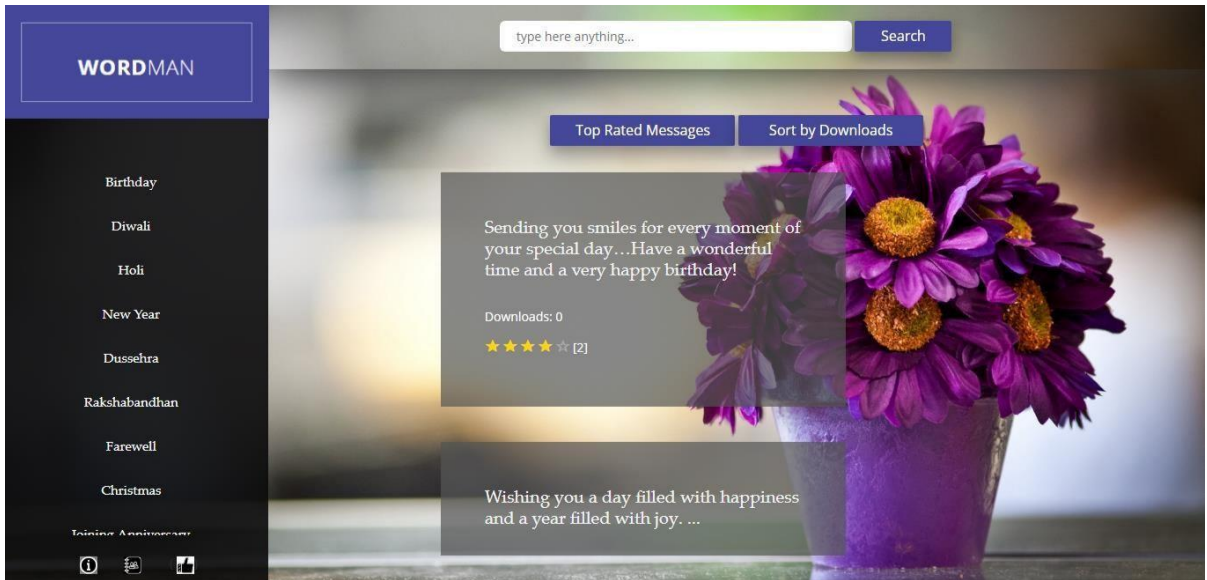 WORDMAN
type here anything...
Search
Top Rated Messages
Sort by Downloads
Birthday
Diwali
Holi
New Year
Dussehra
Rakshabandhan
Farewell
Christmas
Joining Anniversary
Sending you smiles for every moment of
your special day...Have a wonderful
time and a very happy birthday!
Downloads: 0
[2]
Wishing you a day filled with happiness
and a year filled with joy. ...